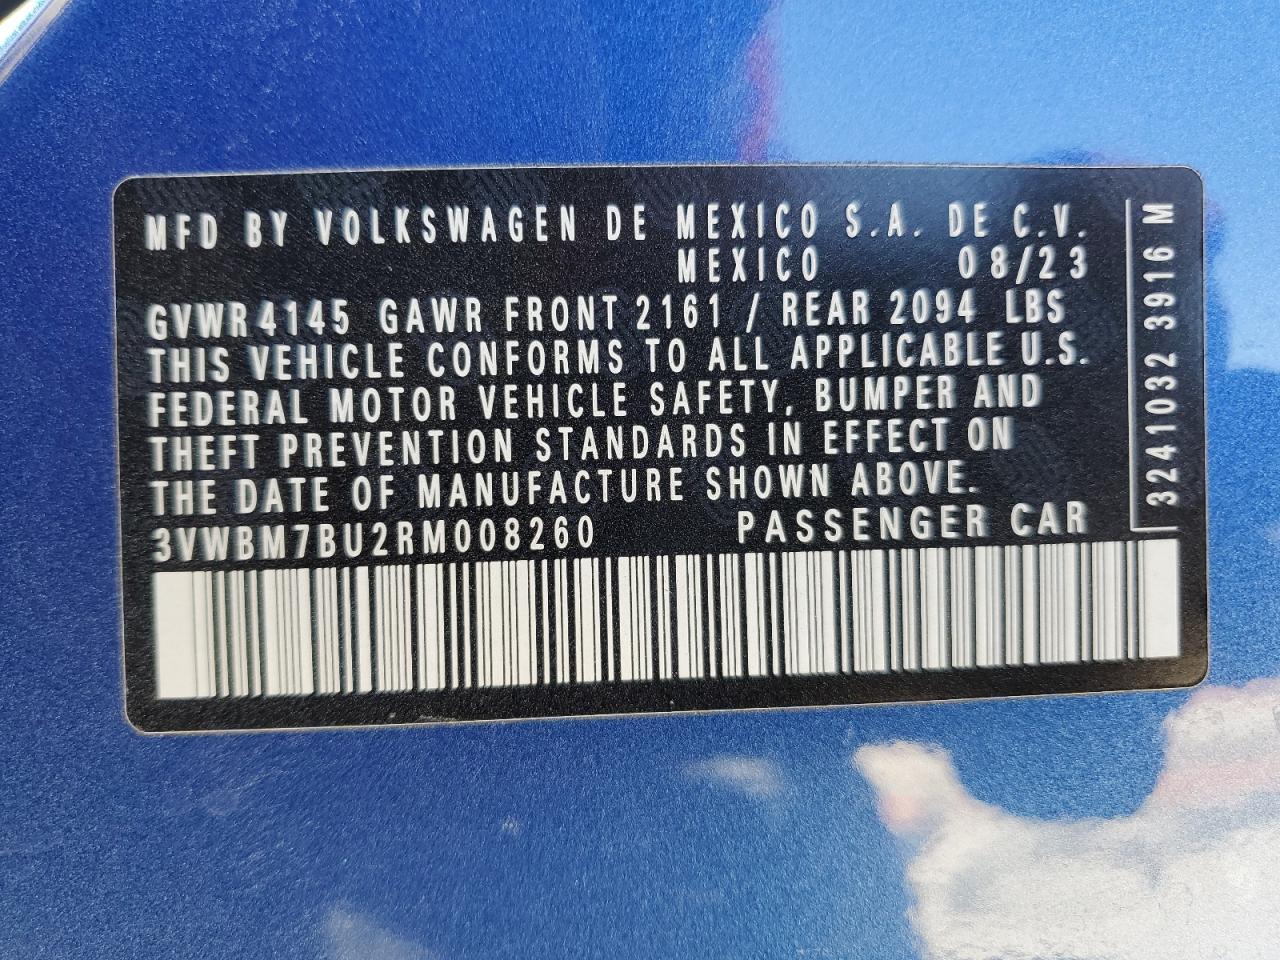 MFD BY VOLKSWAGEN DE MEXICO S.A. DE C.V.
MEXICO 08/23
GVWR 4145 GAWR FRONT 2161 / REAR 2094 LBS
THIS VEHICLE CONFORMS TO ALL APPLICABLE U.S.
FEDERAL MOTOR VEHICLE SAFETY, BUMPER AND
THEFT PREVENTION STANDARDS IN EFFECT ON
THE DATE OF MANUFACTURE SHOWN ABOVE.
3VWBM7BU2RM008260 PASSENGER CAR
3241032 3916 M